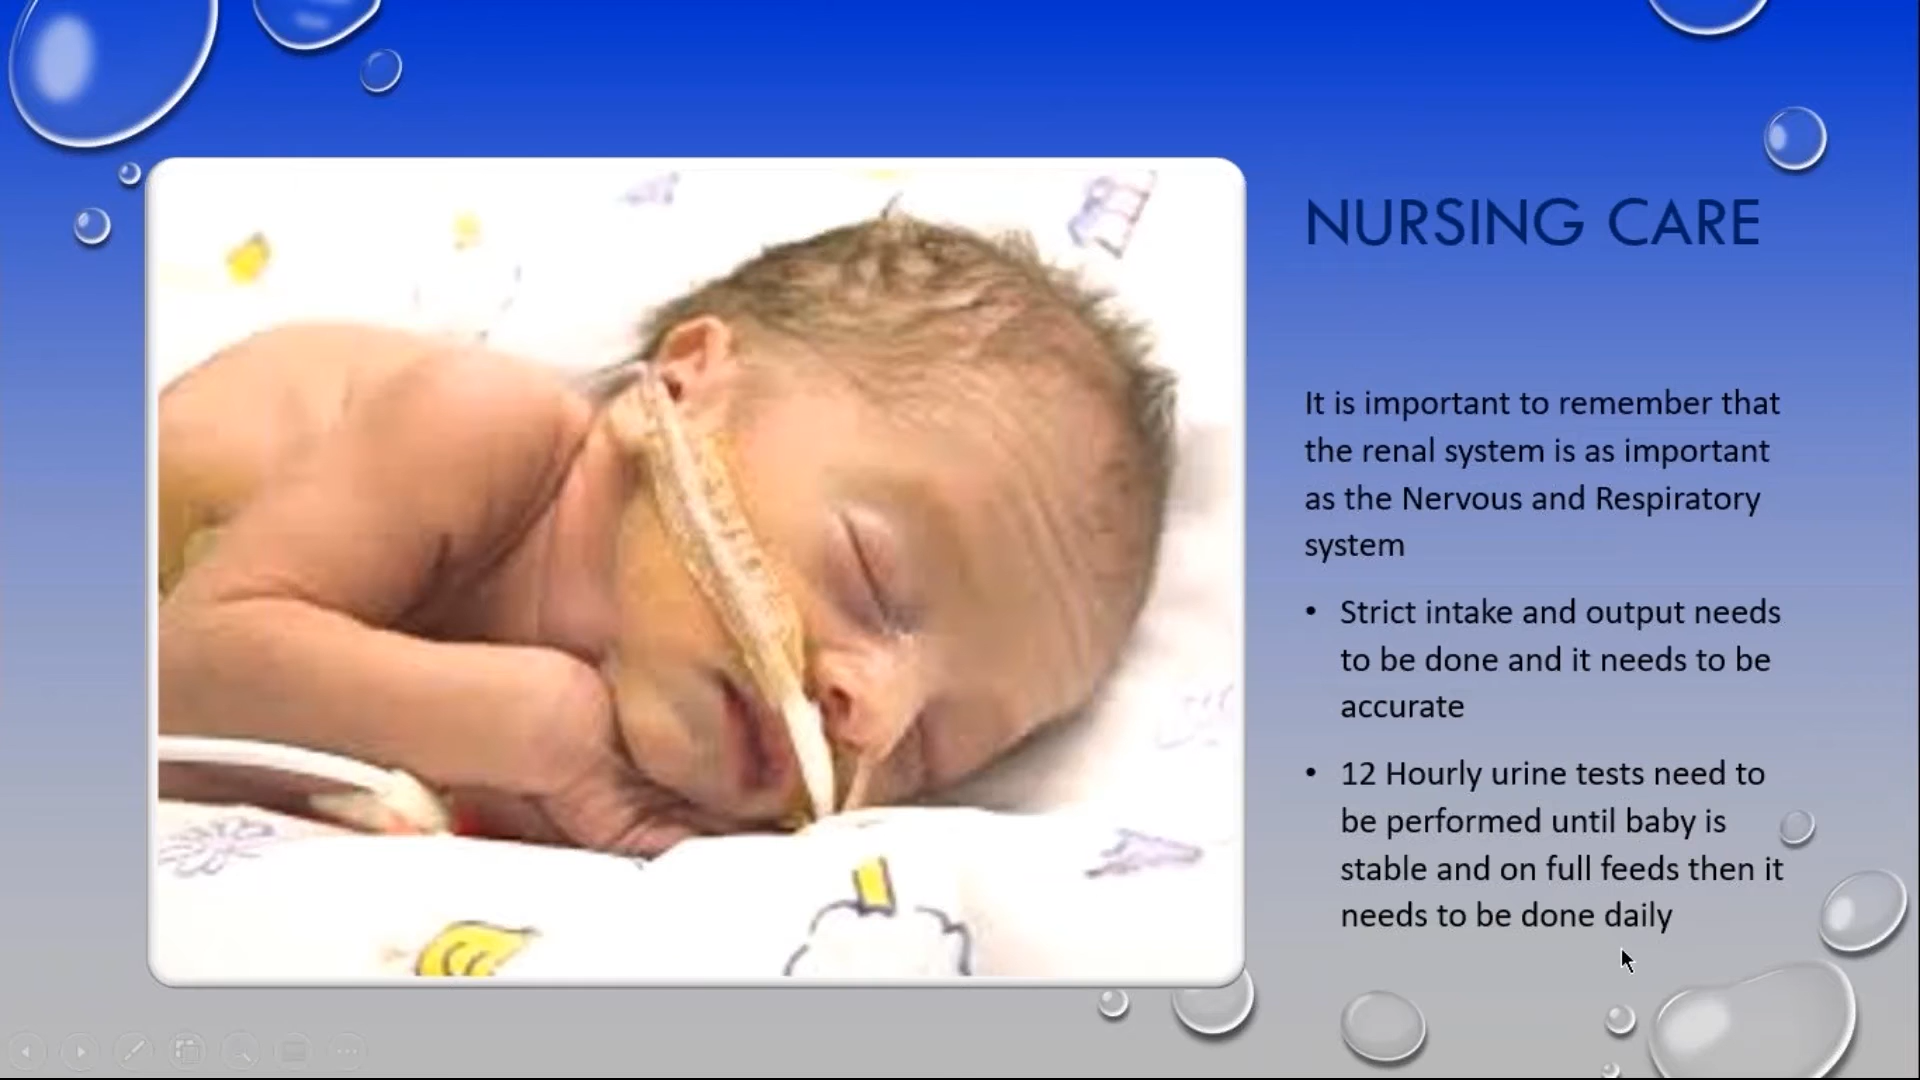 NURSING CARE
It is important to remember that
the renal system is as important
as the Nervous and Respiratory
system
• Strict intake and output needs
to be done and it needs to be
accurate
• 12 Hourly urine tests need to
be performed until baby is
stable and on full feeds then it
needs to be done daily